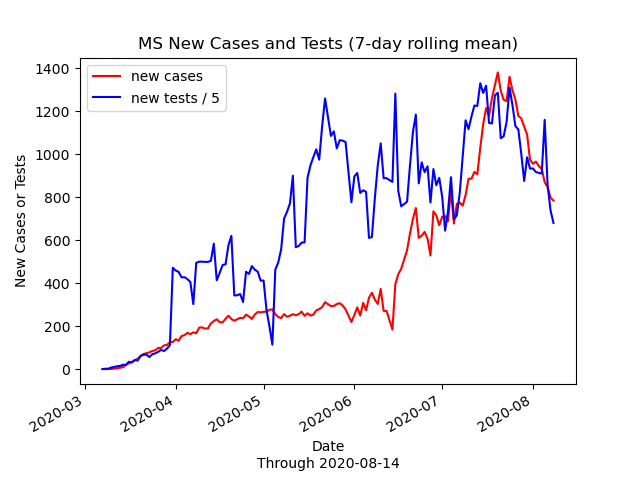 MS New Cases and Tests (7-day rolling mean)
new cases
new tests / 5
New Cases or Tests
1400
1200
1000
800
600
400
200
0
2020-03
2020-04
2020-05
2020-06
2020-07
2020-08
Date
Through 2020-08-14